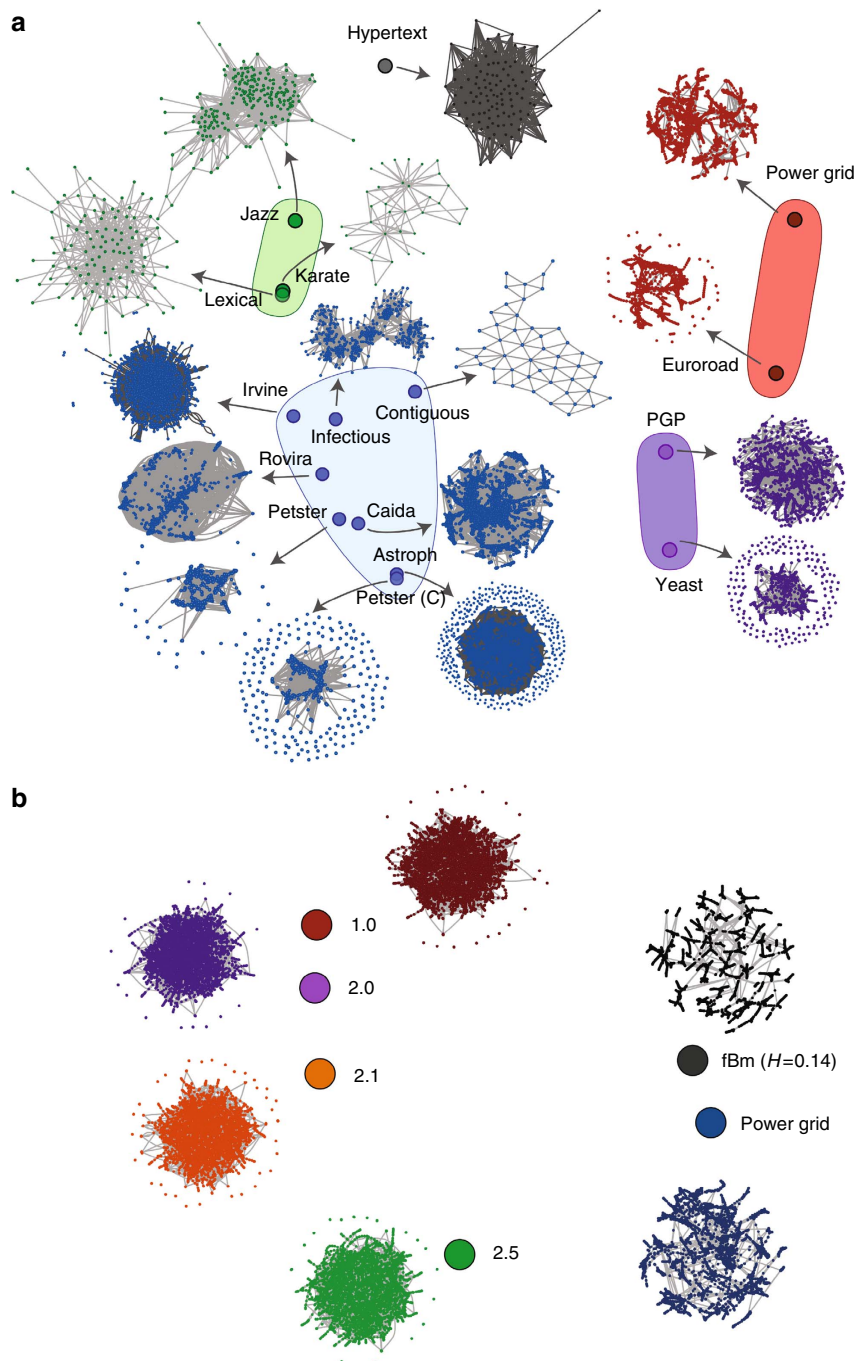 a
Hypertext
Power grid
Jazz
Karate
Lexical
Euroroad
Irvine
Contiguous
Infectious
PGP
Rovira
Petster
Caida
Astroph
Yeast
Petster (C)
b
1.0
2.0
fBm (H=0.14)
2.1
Power grid
2.5